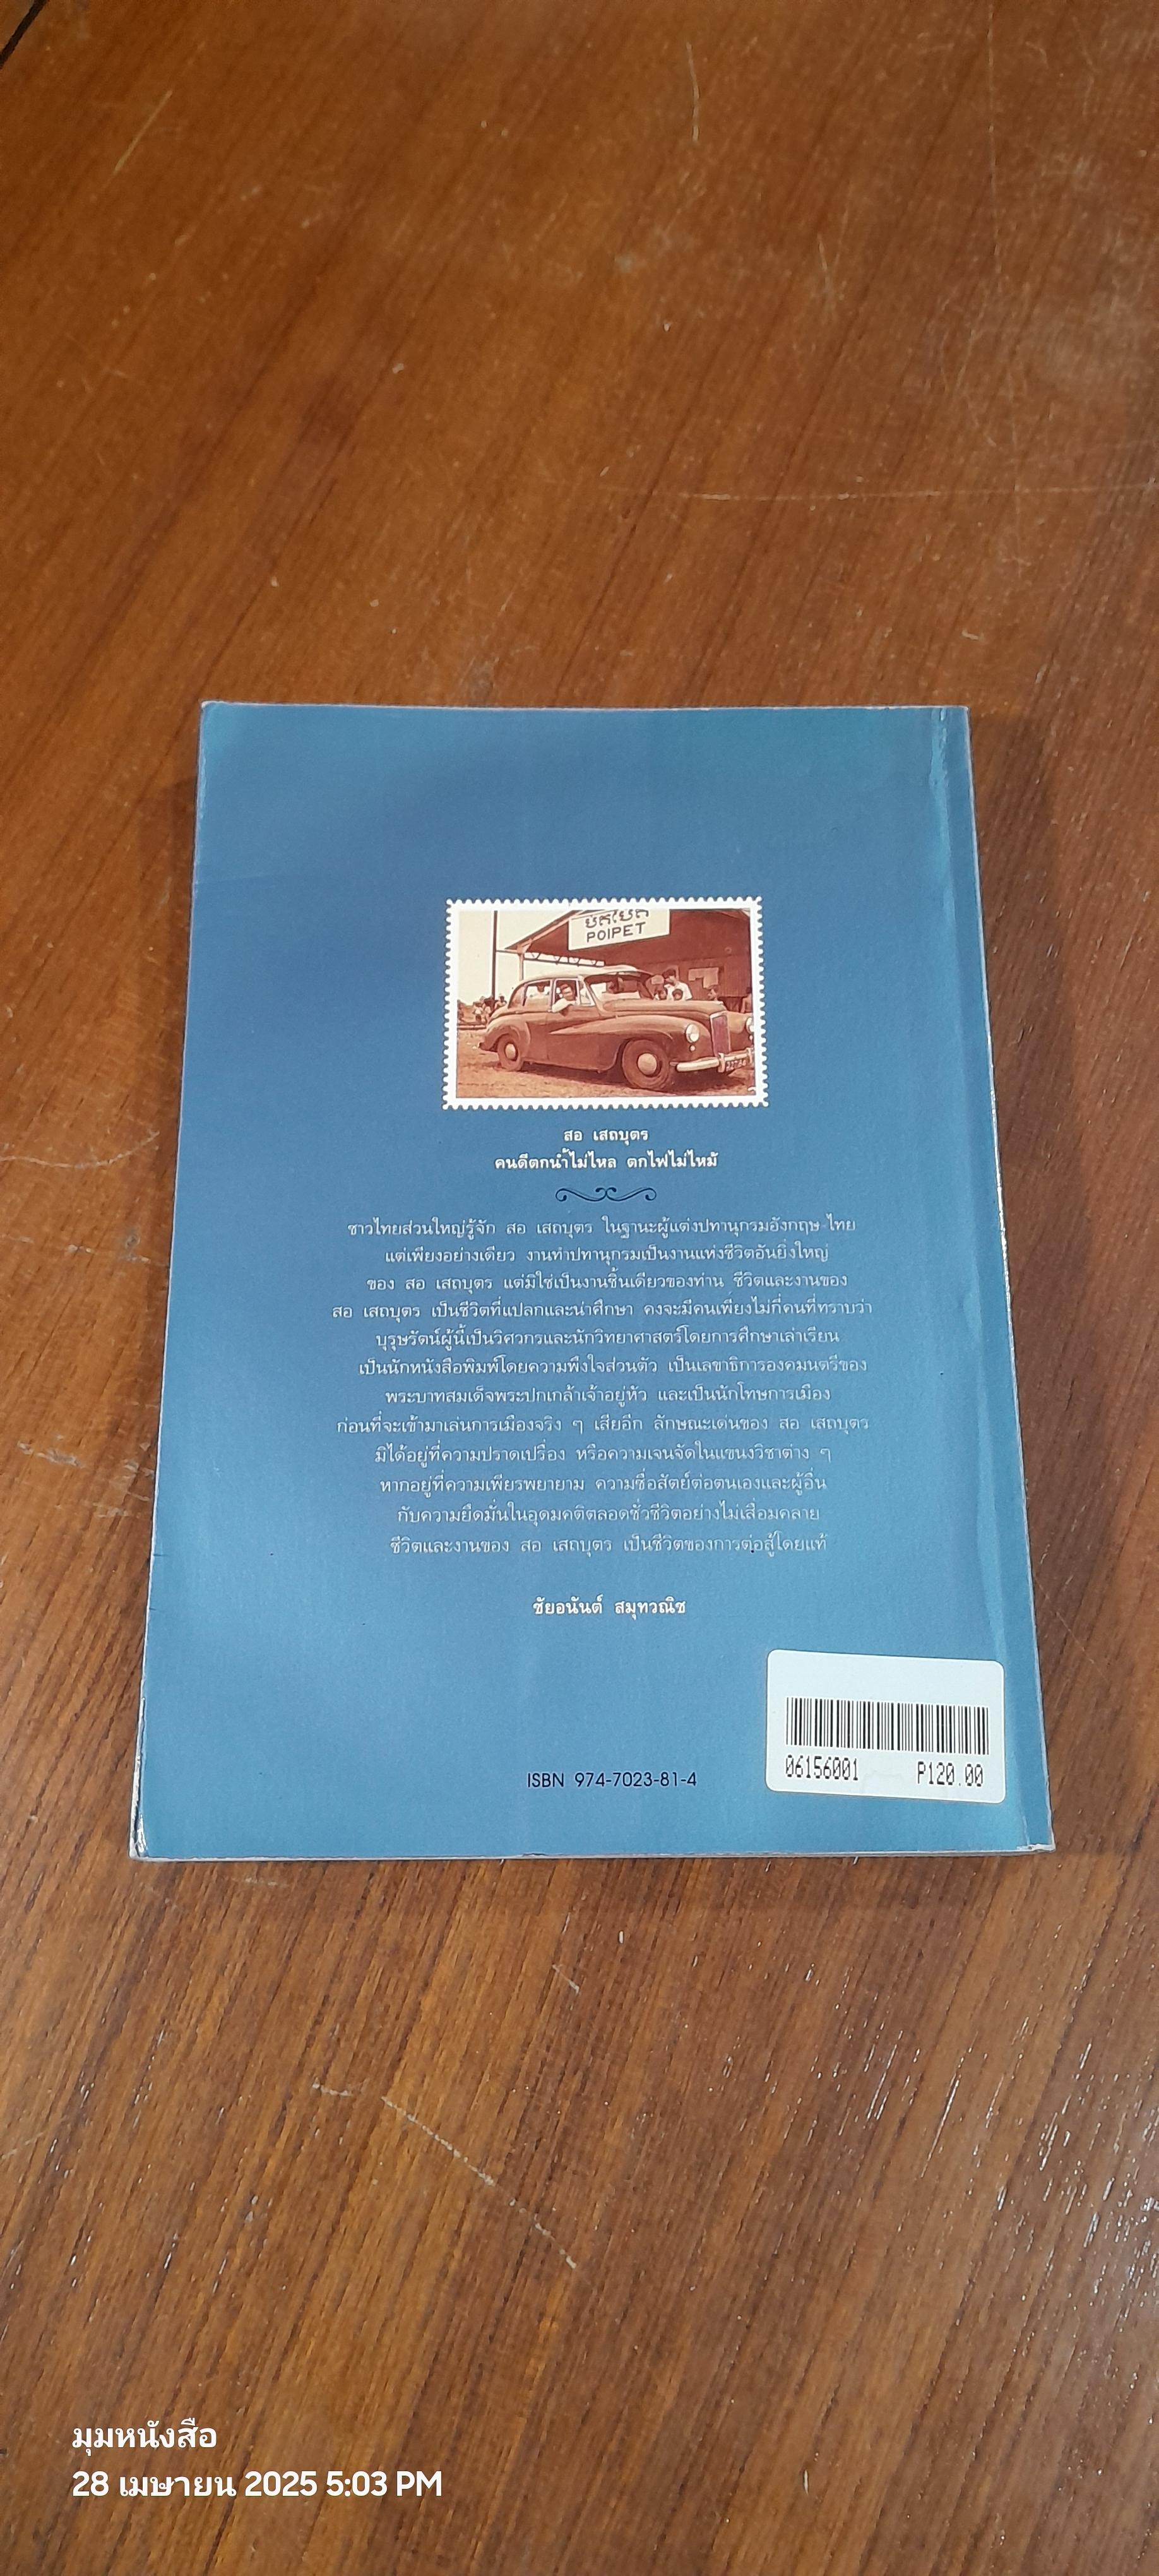 POIPET
สอ เสถบุตร
คนดีตกน้ำไม่ไหล ตกไฟไม่ไหม้
ชาวไทยส่วนใหญ่รู้จัก สอ เสถบุตร ในฐานะผู้แต่งปทานุกรมอังกฤษ-ไทย
แต่เพียงอย่างเดียว งานทำปทานุกรมเป็นงานแห่งชีวิตอันยิ่งใหญ่
ของ สอ เสถบุตร แต่มิใช่เป็นงานชิ้นเดียวของท่าน ชีวิตและงานของ
สอ เสถบุตร เป็นชีวิตที่แปลกและน่าศึกษา คงจะมีคนเพียงไม่กี่คนที่ทราบว่า
บุรุษรัตน์ผู้นี้เป็นวิศวกรและนักวิทยาศาสตร์โดยการศึกษาเล่าเรียน
เป็นนักหนังสือพิมพ์โดยความพึงใจส่วนตัว เป็นเลขาธิการองคมนตรีของ
พระบาทสมเด็จพระปกเกล้าเจ้าอยู่หัว และเป็นนักโทษการเมือง
ก่อนที่จะเข้ามาเล่นการเมืองจริง ๆ เสียอีก ลักษณะเด่นของ สอ เสถบุตร
มิได้อยู่ที่ความปราดเปรื่อง หรือความเจนจัดในแขนงวิชาต่าง ๆ
หากอยู่ที่ความเพียรพยายาม ความซื่อสัตย์ต่อตนเองและผู้อื่น
กับความยึดมั่นในอุดมคติตลอดชั่วชีวิตอย่างไม่เสื่อมคลาย
ชีวิตและงานของ สอ เสถบุตร เป็นชีวิตของการต่อสู้โดยแท้
ชัยอนันต์ สมุทวณิช
06156001 P120.00
ISBN 974-7023-81-4
มุมหนังสือ
28 เมษายน 2025 5:03 PM